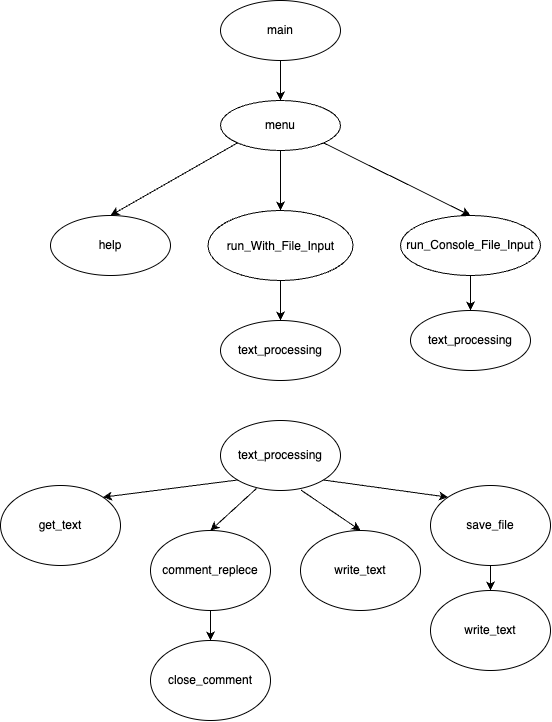 main
menu
help
run_With_File_Input
run_Console_File_Input
text_processing
text_processing
text_processing
get_text
save_file
comment_replece
write_text
write_text
close_comment